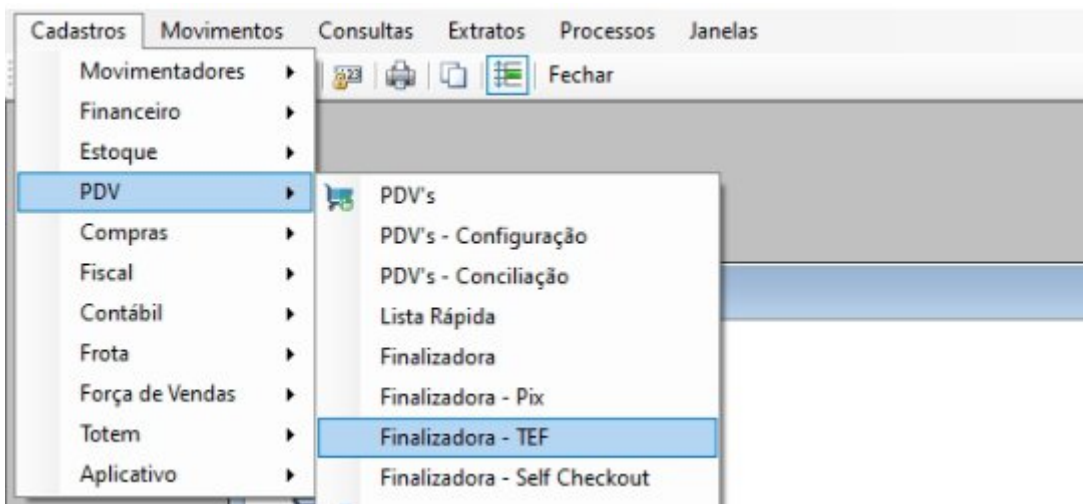 Cadastros Movimentos Consultas Extratos Processos Janelas
Movimentadores Fechar
Financeiro
Estoque
PDV PDV's
Compras PDV's - Configuração
Fiscal PDV's - Conciliação
Contábil Lista Rápida
Frota Finalizadora
Força de Vendas Finalizadora - Pix
Totem Finalizadora - TEF
Aplicativo Finalizadora - Self Checkout